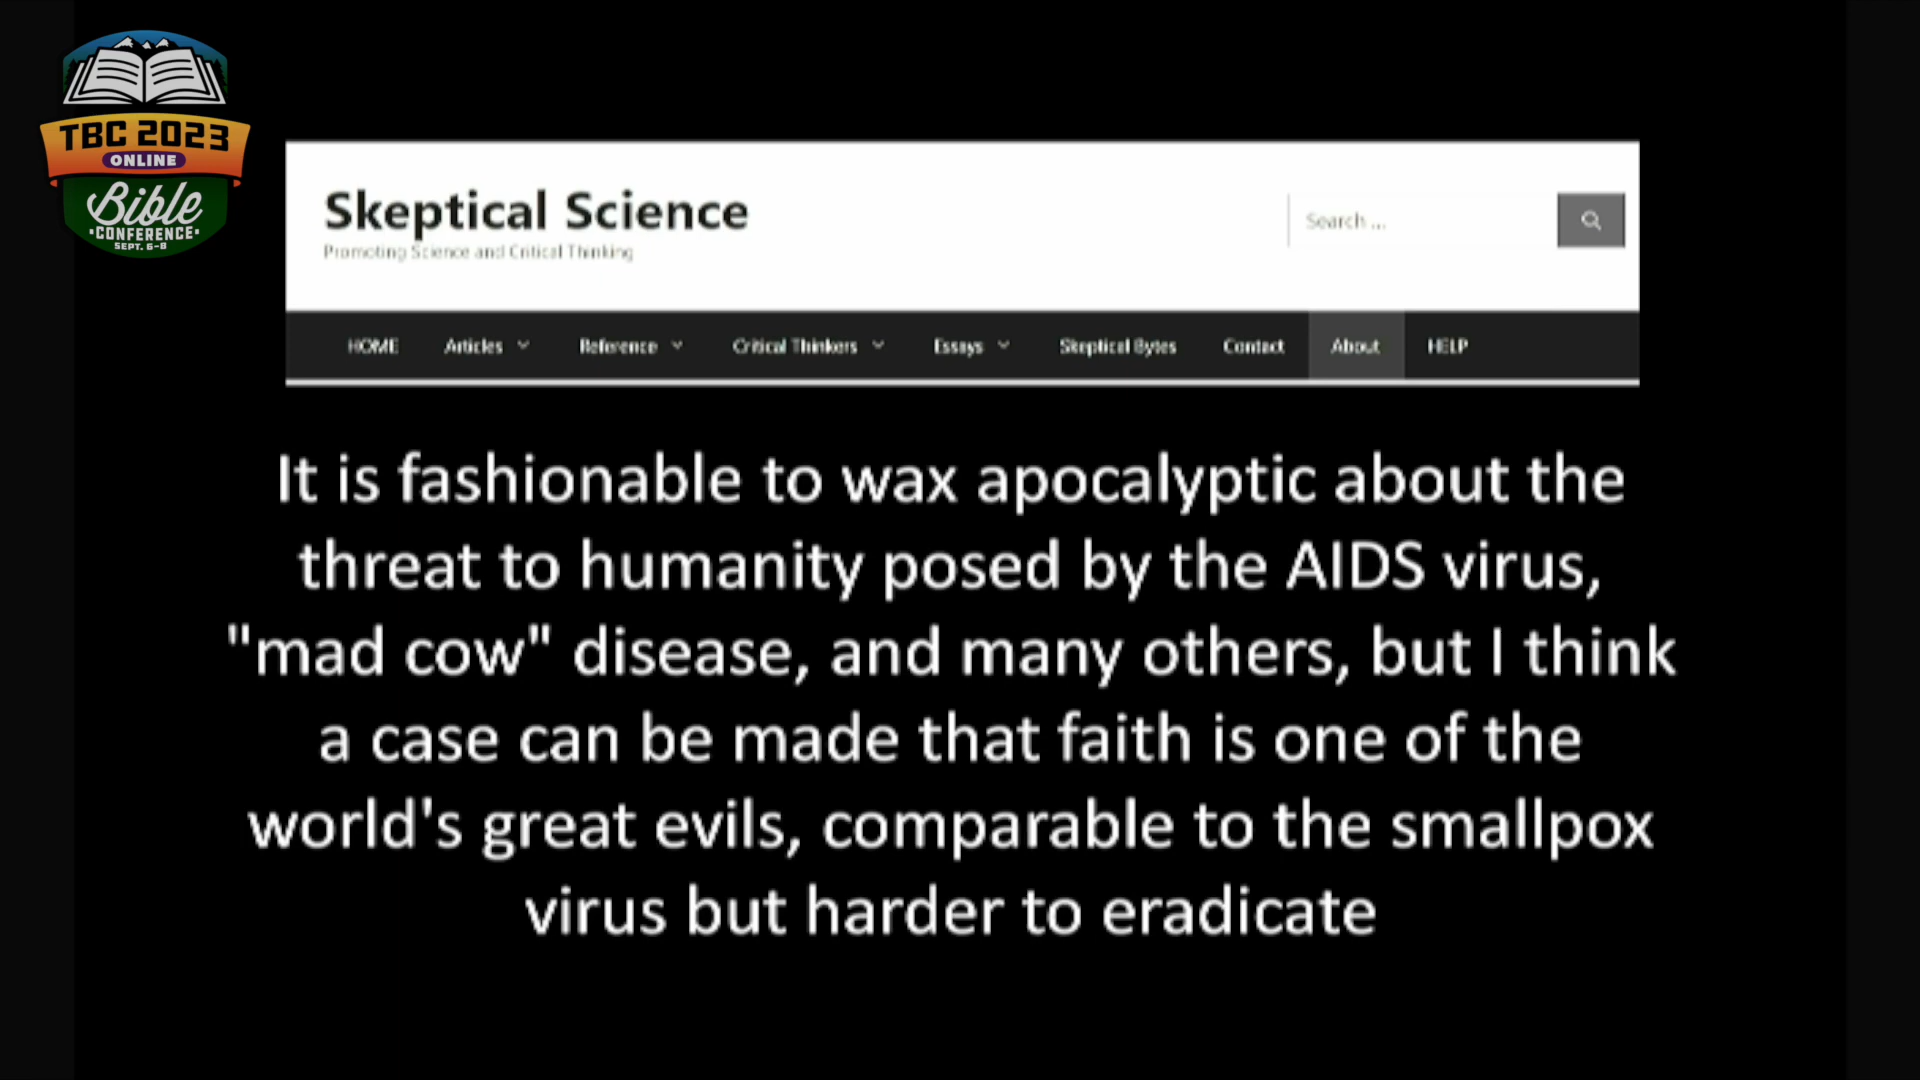 TBC 2023
ONLINE
Bible
•CONFERENCE•
SEPT. 6-8
Skeptical Science
Promoting Science and Critical Thinking
Search ...
HOME Articles Reference Critical Thinkers Essays Skeptical Bytes Contact About HELP
It is fashionable to wax apocalyptic about the
threat to humanity posed by the AIDS virus,
"mad cow" disease, and many others, but I think
a case can be made that faith is one of the
world's great evils, comparable to the smallpox
virus but harder to eradicate